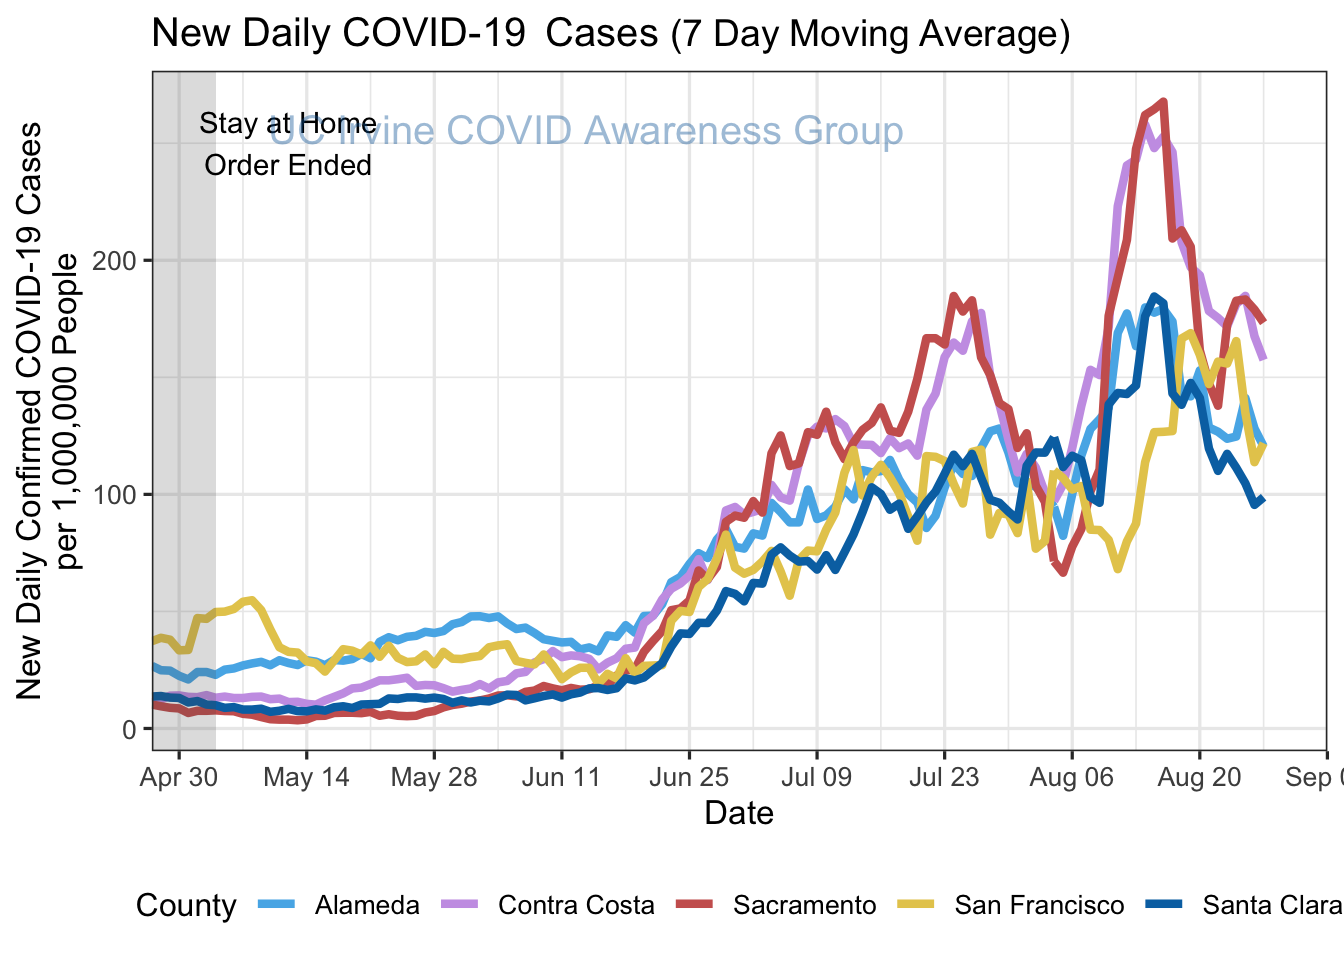 New Daily COVID-19 Cases (7 Day Moving Average)
New Daily Confirmed COVID-19 Cases
per 1,000,000 People
UC Irvine COVID Awareness Group
Stay at Home
Order Ended
200
100
0
Apr 30 May 14 May 28 Jun 11 Jun 25 Jul 09 Jul 23 Aug 06 Aug 20 Sep 0
Date
County Alameda Contra Costa Sacramento San Francisco Santa Clara